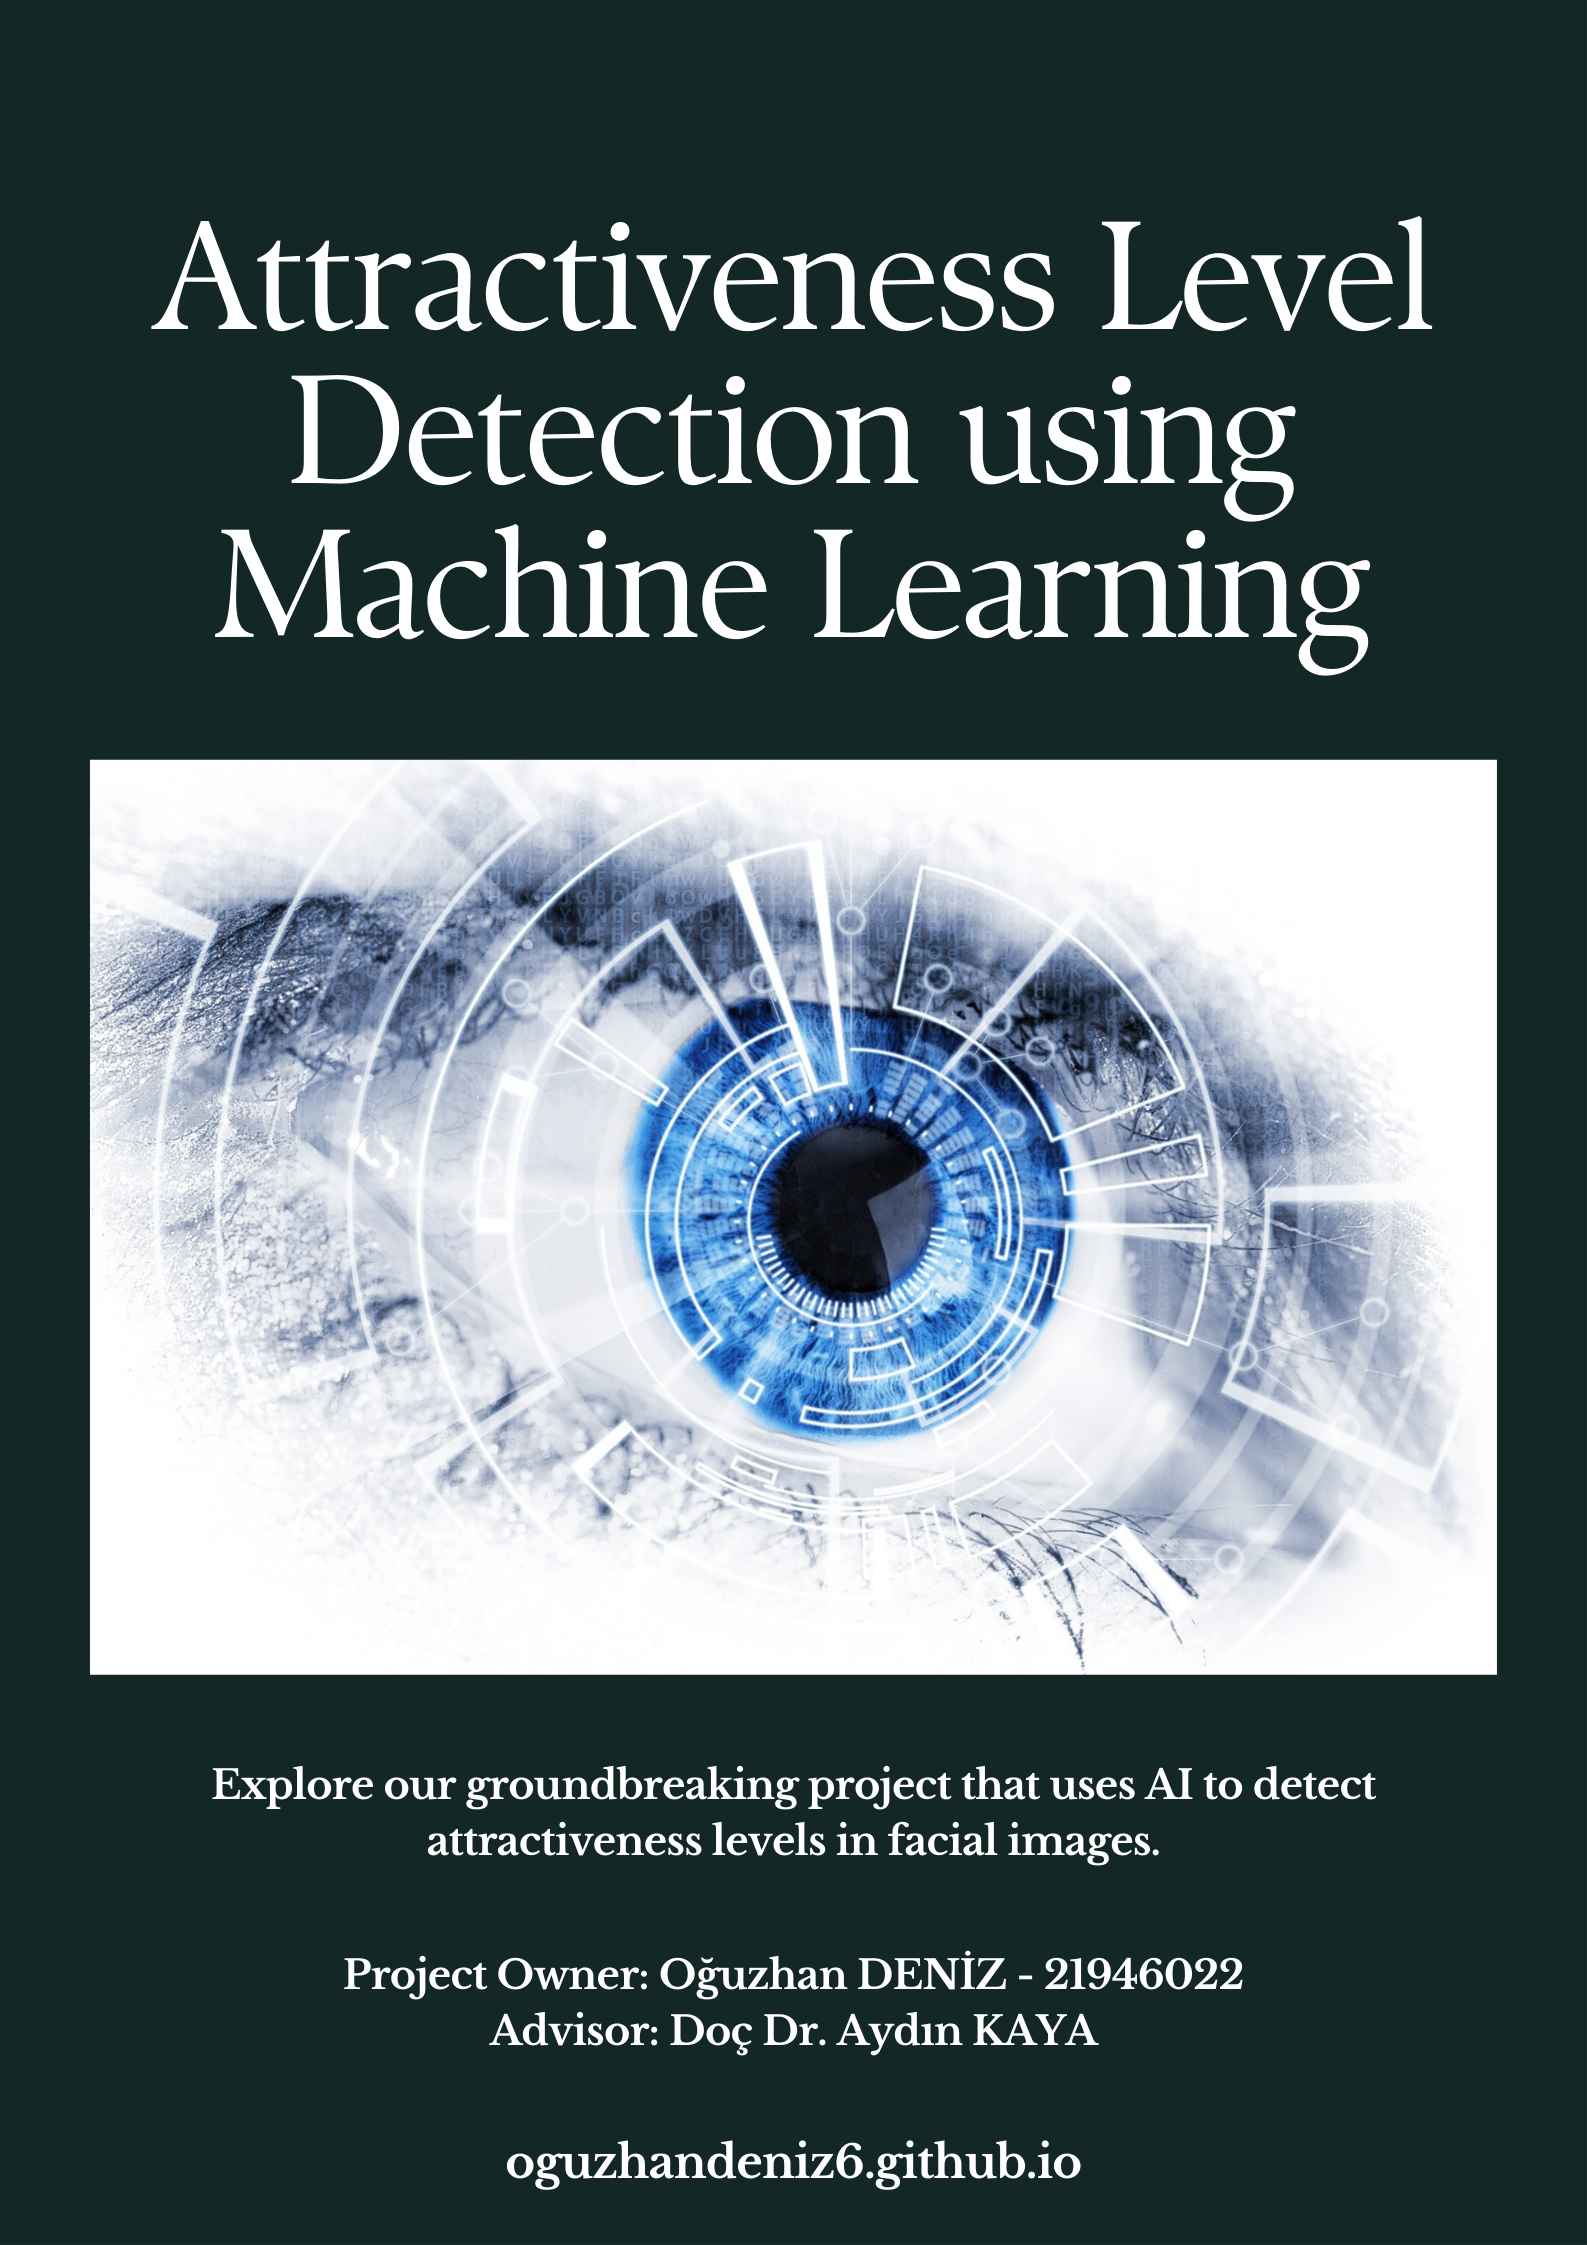 Attractiveness Level
Detection using
Machine Learning
Explore our groundbreaking project that uses AI to detect
attractiveness levels in facial images.
Project Owner: Oğuzhan DENİZ - 21946022
Advisor: Doç Dr. Aydın KAYA
oguzhandeniz6.github.io